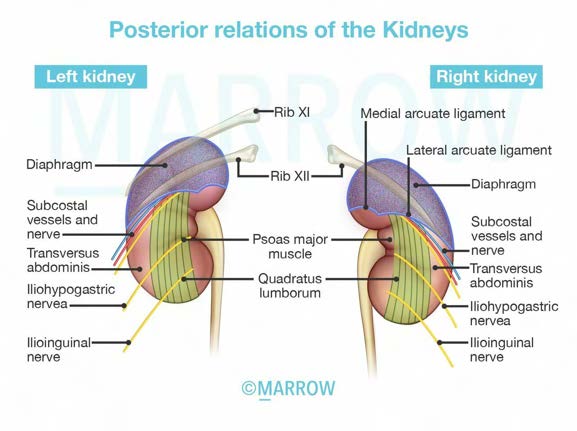 Posterior relations of the Kidneys
Left kidney
Right kidney
MARROW
Rib XI
Medial arcuate ligament
Lateral arcuate ligament
Diaphragm
Rib XII
Diaphragm
Subcostal
vessels and
nerve
Subcostal
vessels and
nerve
Psoas major
muscle
Transversus
abdominis
Transversus
abdominis
Quadratus
lumborum
Iliohypogastric
nervea
Iliohypogastric
nervea
Ilioinguinal
nerve
Ilioinguinal
nerve
©MARROW